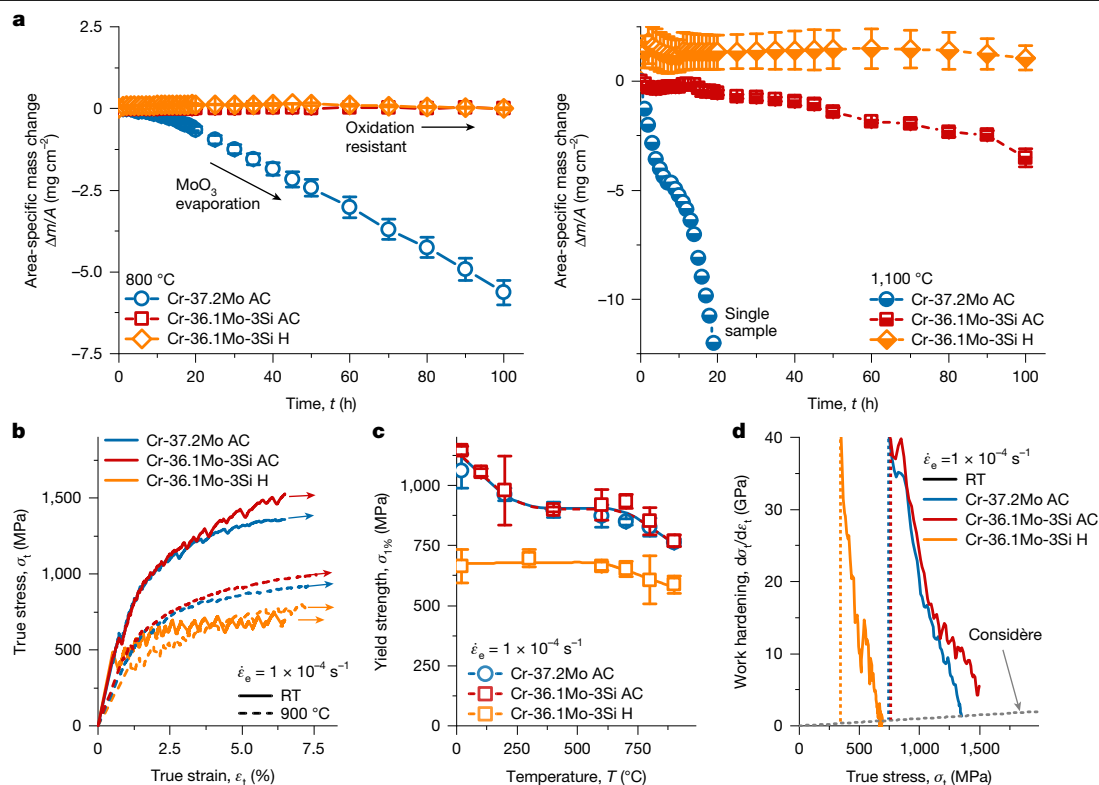 a
2.5
0
−2.5
−5.0
−7.5
Area-specific mass change
Δm/A (mg cm−2)
Oxidation
resistant
MoO3
evaporation
800 °C
Cr-37.2Mo AC
Cr-36.1Mo-3Si AC
Cr-36.1Mo-3Si H
0 20 40 60 80 100
Time, t (h)
0
−5
−10
Area-specific mass change
Δm/A (mg cm−2)
Single
sample
1,100 °C
Cr-37.2Mo AC
Cr-36.1Mo-3Si AC
Cr-36.1Mo-3Si H
0 20 40 60 80 100
Time, t (h)
b
Cr-37.2Mo AC
Cr-36.1Mo-3Si AC
Cr-36.1Mo-3Si H
1,500
1,000
500
0
True stress, σt (MPa)
ε̇e = 1 × 10−4 s−1
RT
900 °C
0 2.5 5.0 7.5
True strain, εt (%)
c
1,000
750
500
250
0
Yield strength, σ1% (MPa)
ε̇e = 1 × 10−4 s−1
Cr-37.2Mo AC
Cr-36.1Mo-3Si AC
Cr-36.1Mo-3Si H
0 250 500 750
Temperature, T (°C)
d
40
30
20
10
0
Work hardening, dσt/dεt (GPa)
ε̇e = 1 × 10−4 s−1
RT
Cr-37.2Mo AC
Cr-36.1Mo-3Si AC
Cr-36.1Mo-3Si H
Considère
0 500 1,000 1,500
True stress, σt (MPa)